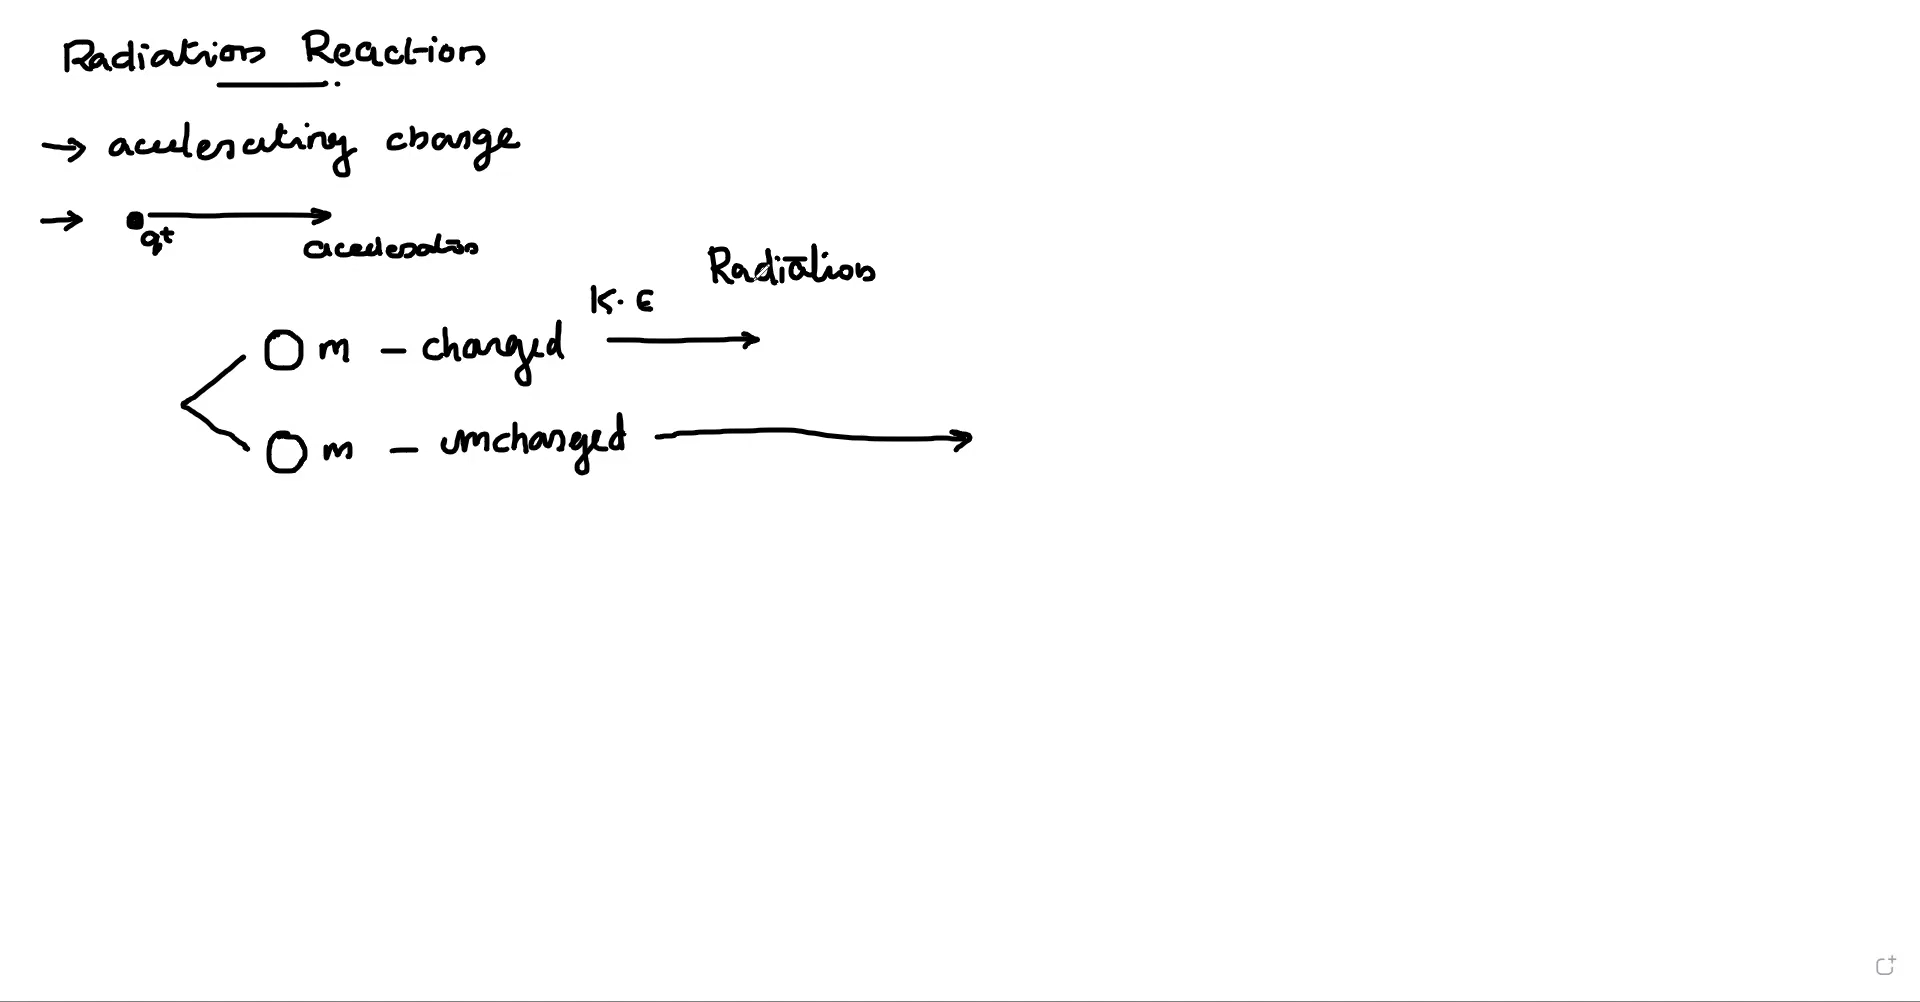 Radiation Reaction
→ accelerating charge
→ q+
acceleration
Radiation
K.E
m - charged
m - uncharged